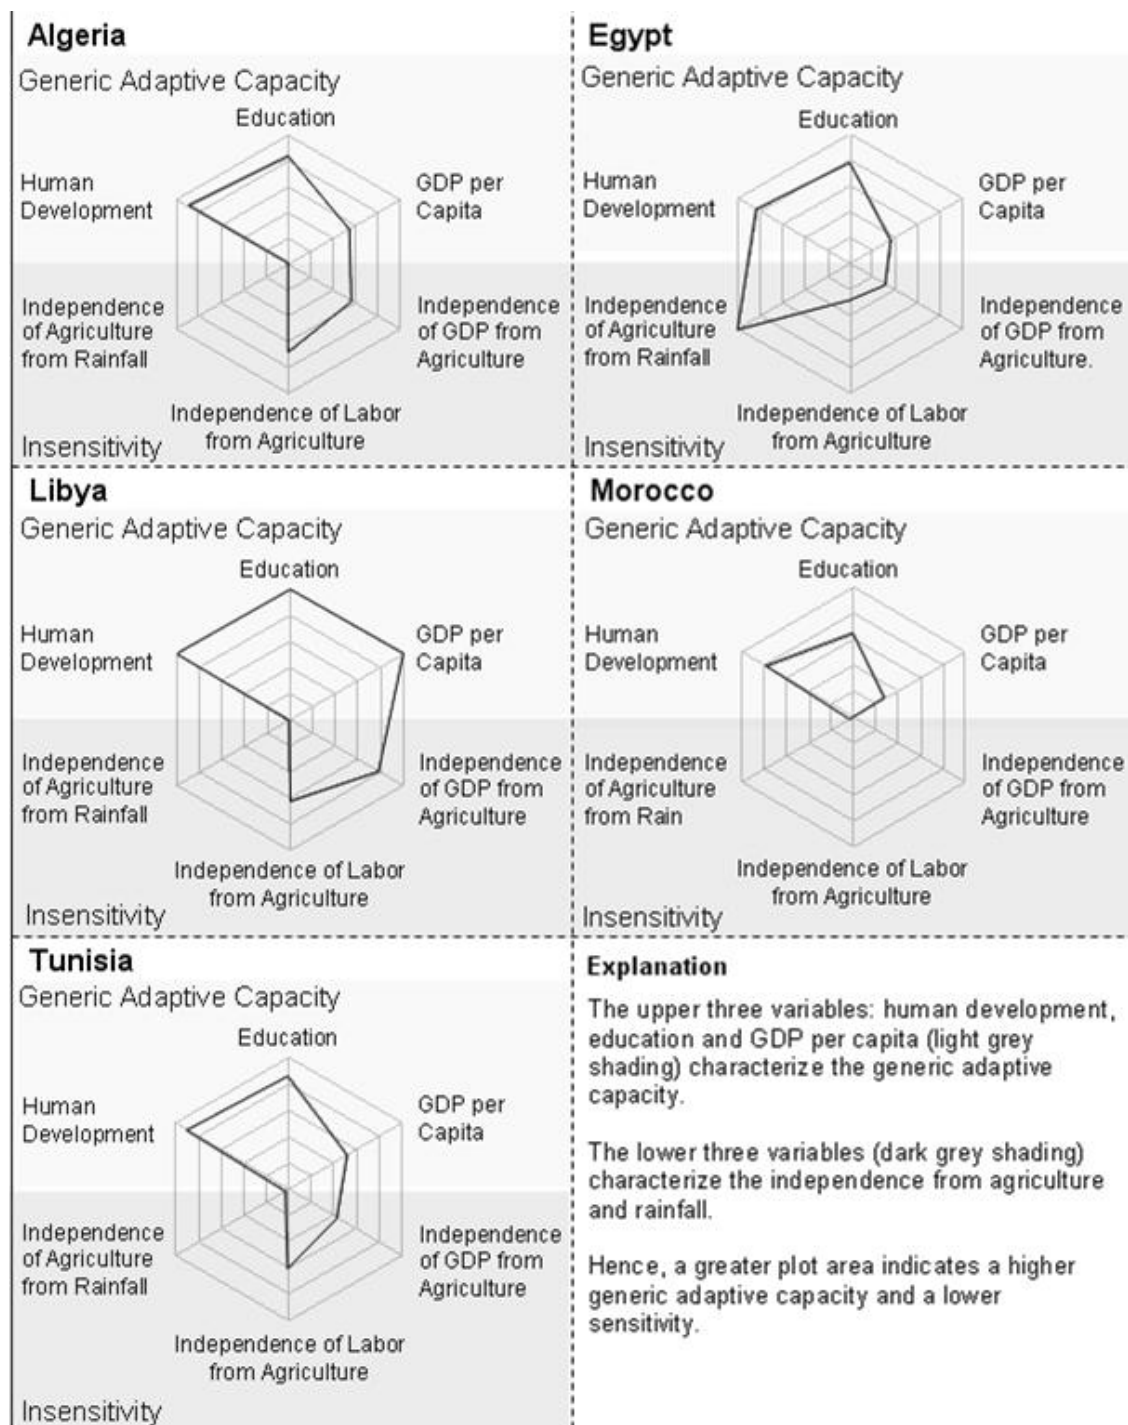 Algeria
Generic Adaptive Capacity
Education
Human
Development
GDP per
Capita
Independence
of Agriculture
from Rainfall
Independence
of GDP from
Agriculture
Independence of Labor
from Agriculture
Insensitivity
Egypt
Generic Adaptive Capacity
Education
Human
Development
GDP per
Capita
Independence
of Agriculture
from Rainfall
Independence
of GDP from
Agriculture.
Independence of Labor
from Agriculture
Insensitivity
Libya
Generic Adaptive Capacity
Education
Human
Development
GDP per
Capita
Independence
of Agriculture
from Rainfall
Independence
of GDP from
Agriculture
Independence of Labor
from Agriculture
Insensitivity
Morocco
Generic Adaptive Capacity
Education
Human
Development
GDP per
Capita
Independence
of Agriculture
from Rain
Independence
of GDP from
Agriculture
Independence of Labor
from Agriculture
Insensitivity
Tunisia
Generic Adaptive Capacity
Education
Human
Development
GDP per
Capita
Independence
of Agriculture
from Rainfall
Independence
of GDP from
Agriculture
Independence of Labor
from Agriculture
Insensitivity
Explanation
The upper three variables: human development,
education and GDP per capita (light grey
shading) characterize the generic adaptive
capacity.
The lower three variables (dark grey shading)
characterize the independence from agriculture
and rainfall.
Hence, a greater plot area indicates a higher
generic adaptive capacity and a lower
sensitivity.